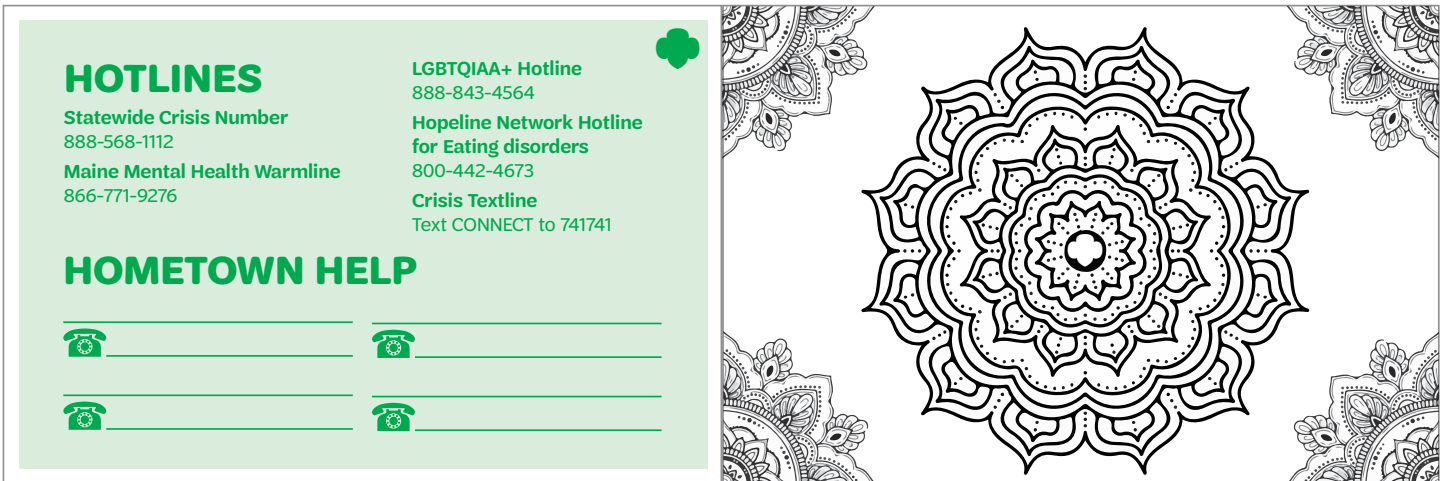 HOTLINES
Statewide Crisis Number
888-568-1112
Maine Mental Health Warmline
866-771-9276
LGBTQIAA+ Hotline
888-843-4564
Hopeline Network Hotline
for Eating disorders
800-442-4673
Crisis Textline
Text CONNECT to 741741
HOMETOWN HELP